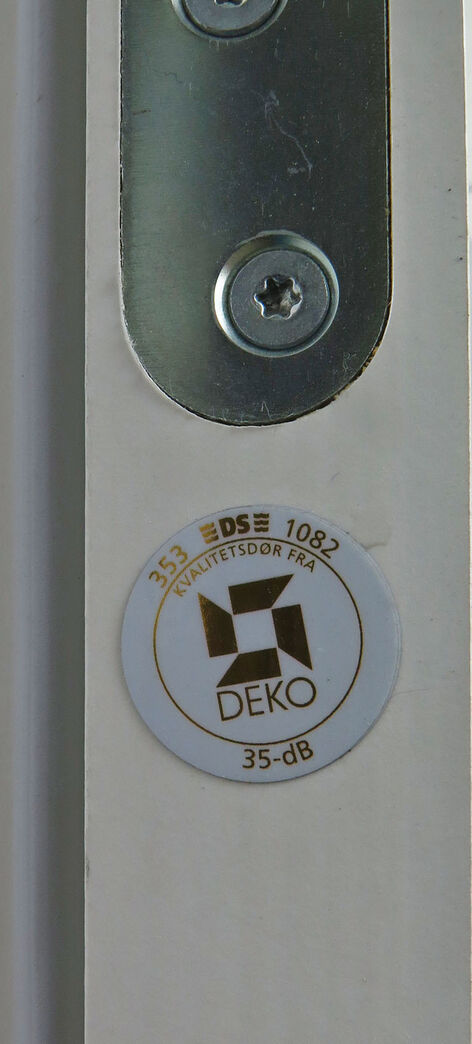 353 DS 1082
KVALITETSDØR FRA
DEKO
35-dB